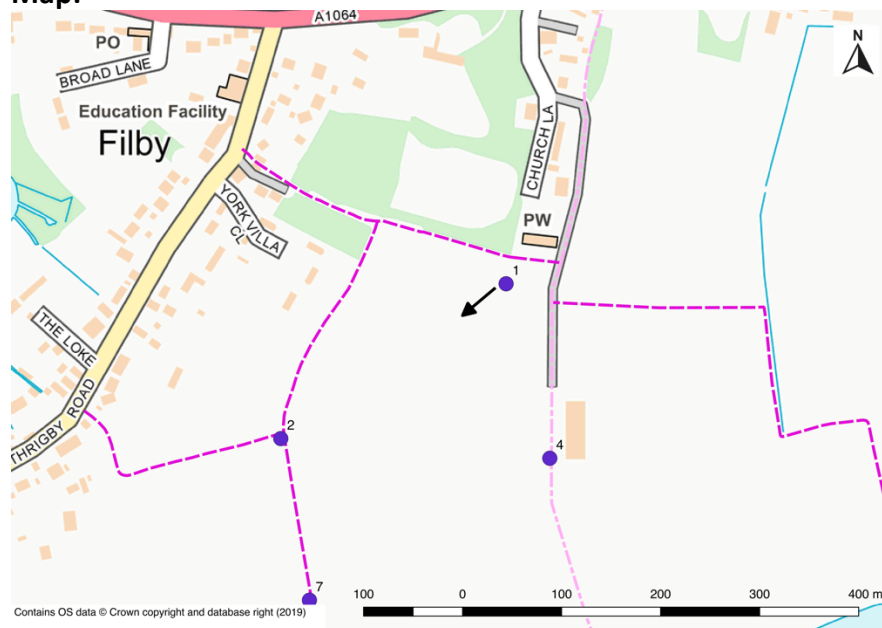 Map:
A1064
PO
BROAD LANE
N
Education Facility
Filby
CHURCH LA
YORK VILLA
CL
PW
1
THE LOKE
THRIGBY ROAD
2
4
7
100 0 100 200 300 400 m
Contains OS data © Crown copyright and database right (2019)